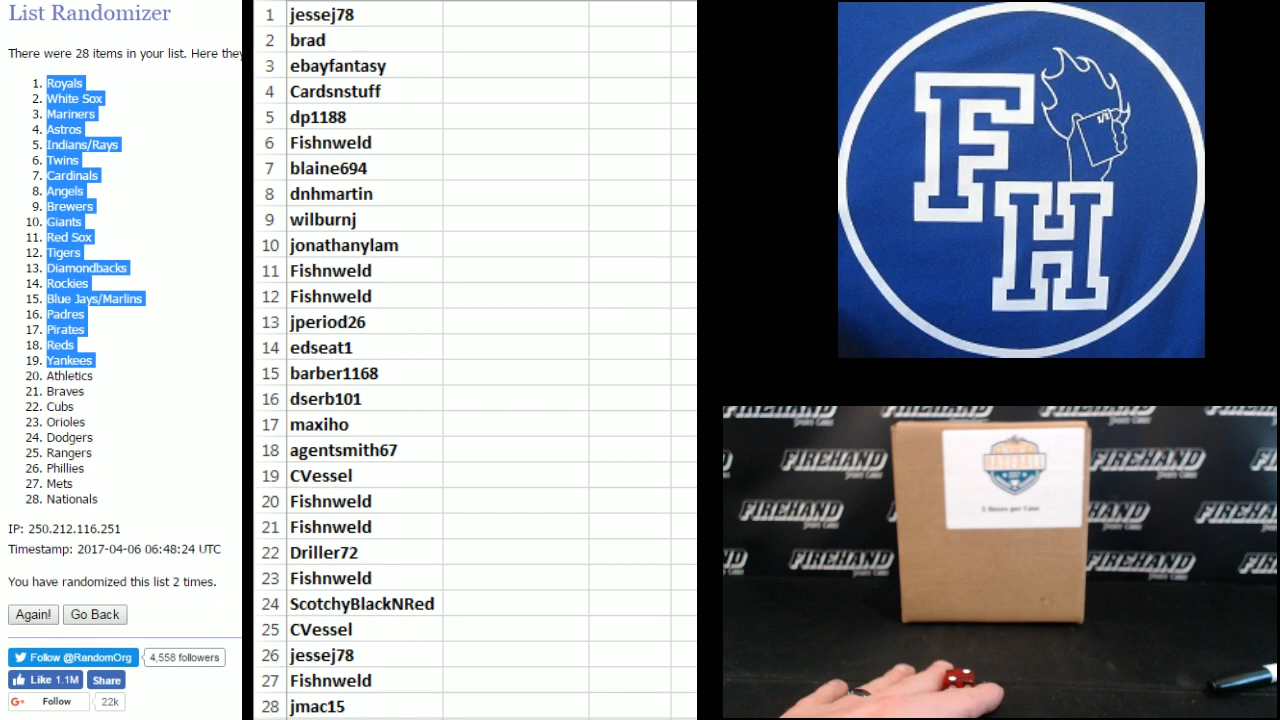 List Randomizer
There were 28 items in your list. Here they
1. Royals
2. White Sox
3. Mariners
4. Astros
5. Indians/Rays
6. Twins
7. Cardinals
8. Angels
9. Brewers
10. Giants
11. Red Sox
12. Tigers
13. Diamondbacks
14. Rockies
15. Blue Jays/Marlins
16. Padres
17. Pirates
18. Reds
19. Yankees
20. Athletics
21. Braves
22. Cubs
23. Orioles
24. Dodgers
25. Rangers
26. Phillies
27. Mets
28. Nationals
IP: 250.212.116.251
Timestamp: 2017-04-06 06:48:24 UTC
You have randomized this list 2 times.
Again! Go Back
Follow @RandomOrg 4,558 followers
Like 1.1M Share
G+ Follow 22k
1 jessej78
2 brad
3 ebayfantasy
4 Cardsnstuff
5 dp1188
6 Fishnweld
7 blaine694
8 dnhmartin
9 wilburnj
10 jonathanylam
11 Fishnweld
12 Fishnweld
13 jperiod26
14 edseat1
15 barber1168
16 dserb101
17 maxiho
18 agentsmith67
19 CVessel
20 Fishnweld
21 Fishnweld
22 Driller72
23 Fishnweld
24 ScotchyBlackNRed
25 CVessel
26 jessej78
27 Fishnweld
28 jmac15
FH
1/1
FIREHAND
BASEBALL
5 Boxes per Case